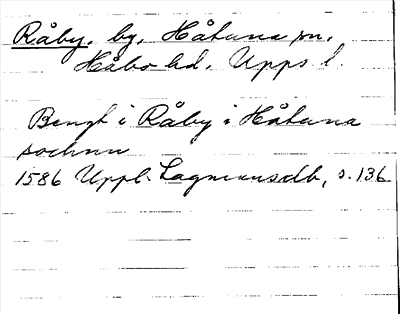 Råby, by, Håtuna sn.
Håbo hd. Upps l.
Bengt i Råby i Håtuna
sochnn
1586 Uppl. Lagmansdb, s. 136